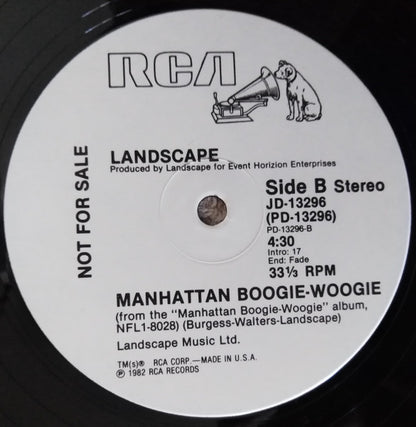 RCA
NOT FOR SALE
LANDSCAPE
Produced by Landscape for Event Horizion Enterprises
Side B Stereo
JD-13296
(PD-13296)
PD-13296-B
4:30
Intro: 17
End: Fade
33⅓ RPM
MANHATTAN BOOGIE-WOOGIE
(from the "Manhattan Boogie-Woogie" album,
NFL1-8028) (Burgess-Walters-Landscape)
Landscape Music Ltd.
TM(s)® RCA CORP.—MADE IN U.S.A.
℗ 1982 RCA RECORDS